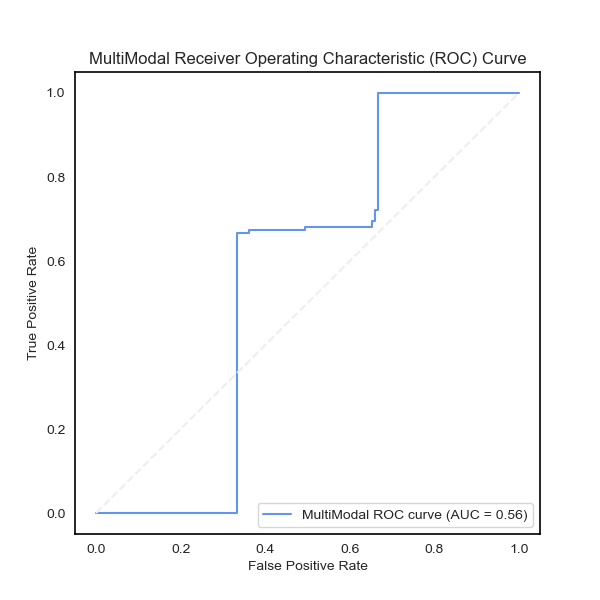 MultiModal Receiver Operating Characteristic (ROC) Curve
1.0
0.8
0.6
0.4
0.2
0.0
True Positive Rate
MultiModal ROC curve (AUC = 0.56)
0.0 0.2 0.4 0.6 0.8 1.0
False Positive Rate